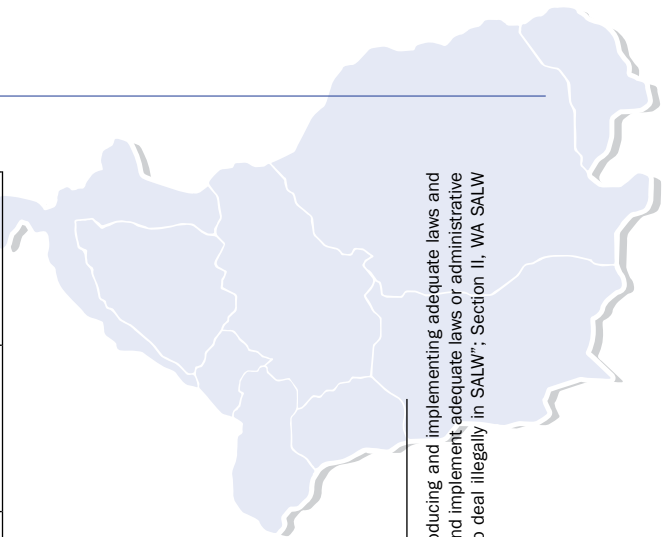 oducing and implementing adequate laws and
nd implement adequate laws or administrative
o deal illegally in SALW”; Section II, WA SALW